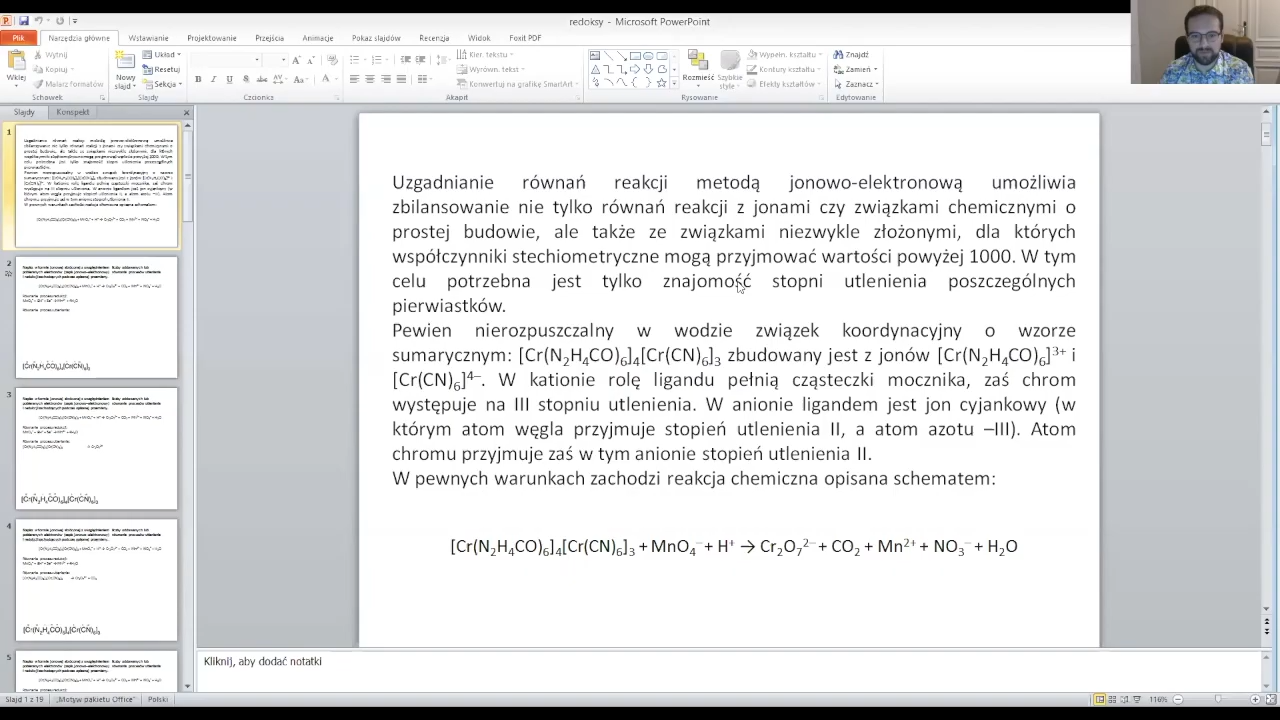 redoksy - Microsoft PowerPoint
Plik Narzędzia główne Wstawianie Projektowanie Przejścia Animacje Pokaz slajdów Recenzja Widok Foxit PDF
Wklej
Wytnij
Kopiuj
Malarz formatów
Schowek
Nowy slajd
Układ
Resetuj
Sekcja
Slajdy
Czcionka
Kier. tekstu
Wyrówn. tekst
Konwertuj na grafikę SmartArt
Akapit
Rozmieść
Szybkie style
Wypełn. kształtu
Kontury kształtu
Efekty kształtów
Rysowanie
Znajdź
Zamień
Zaznacz
Edytowanie
Slajdy Konspekt
1
2
3
4
5
Uzgadnianie równań reakcji metodą jonowo-elektronową umożliwia
zbilansowanie nie tylko równań reakcji z jonami czy związkami chemicznymi o
prostej budowie, ale także ze związkami niezwykle złożonymi, dla których
współczynniki stechiometryczne mogą przyjmować wartości powyżej 1000. W tym
celu potrzebna jest tylko znajomość stopni utlenienia poszczególnych
pierwiastków.
Pewien nierozpuszczalny w wodzie związek koordynacyjny o wzorze
sumarycznym: [Cr(N₂H₄CO)₆]₄[Cr(CN)₆]₃ zbudowany jest z jonów [Cr(N₂H₄CO)₆]³⁺ i
[Cr(CN)₆]⁴⁻. W kationie rolę ligandu pełnią cząsteczki mocznika, zaś chrom
występuje na III stopniu utlenienia. W anionie ligandem jest jon cyjankowy (w
którym atom węgla przyjmuje stopień utlenienia II, a atom azotu –III). Atom
chromu przyjmuje zaś w tym anionie stopień utlenienia II.
W pewnych warunkach zachodzi reakcja chemiczna opisana schematem:
[Cr(N₂H₄CO)₆]₄[Cr(CN)₆]₃ + MnO₄⁻ + H⁺ → Cr₂O₇²⁻ + CO₂ + Mn²⁺ + NO₃⁻ + H₂O
Kliknij, aby dodać notatki
Slajd 1 z 19 „Motyw pakietu Office" Polski 116%